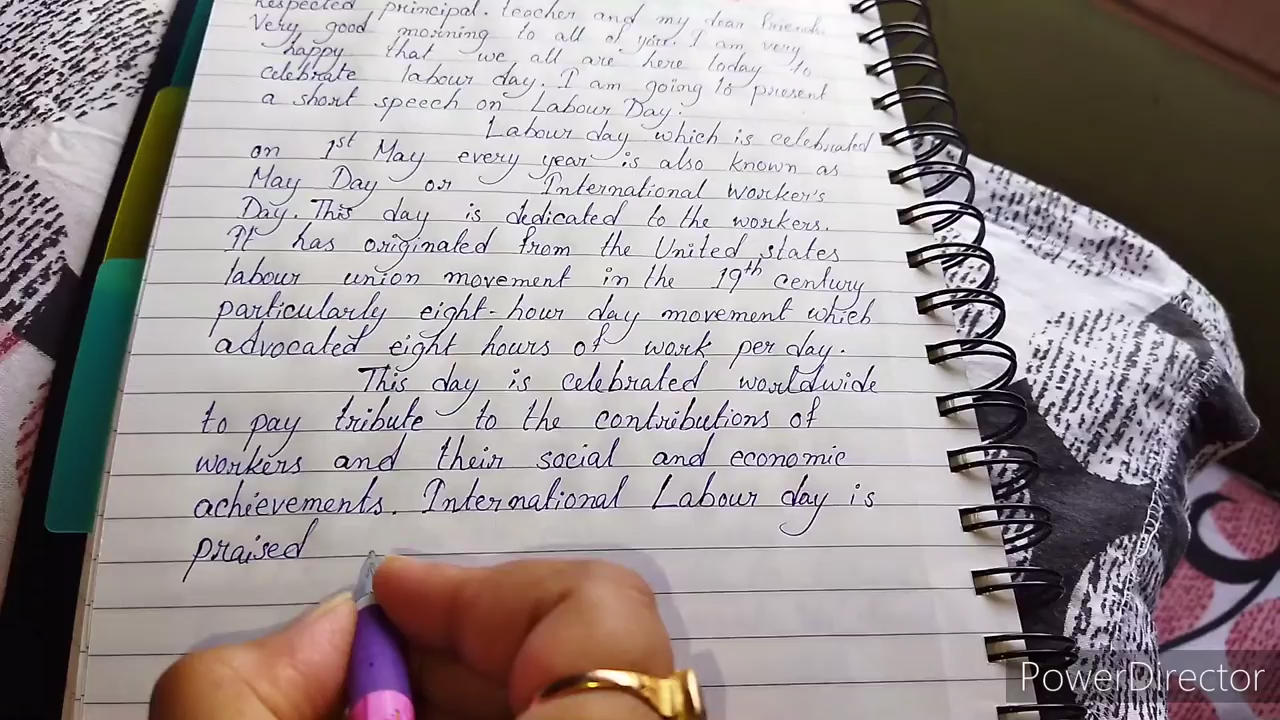 Respected principal. teacher and my dear friends.
Very good morning to all of you. I am very
happy that we all are here today to
celebrate labour day. I am going to present
a short speech on Labour Day.
Labour day which is celebrated
on 1st May every year is also known as
May Day or International worker's
Day. This day is dedicated to the workers.
It has originated from the United states
labour union movement in the 19th century
particularly eight-hour day movement which
advocated eight hours of work per day.
This day is celebrated worldwide
to pay tribute to the contributions of
workers and their social and economic
achievements. International Labour day is
praised
PowerDirector